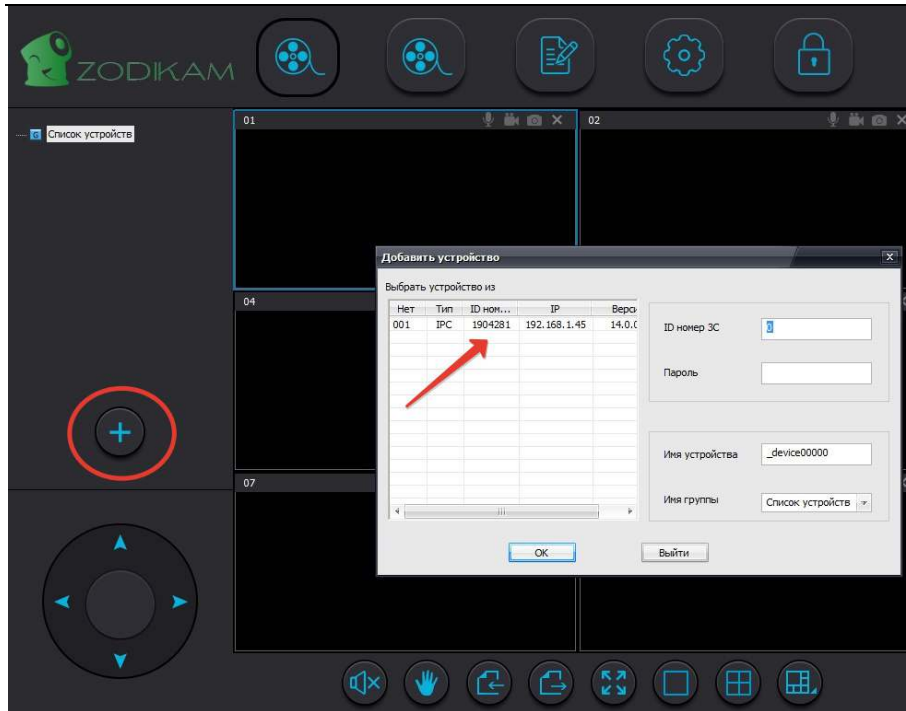 ZODIKAM
Список устройств
01
02
04
07
Добавить устройство
Выбрать устройство из
Нет Тип ID ном... IP Верси
001 IPC 1904281 192.168.1.45 14.0.0
ID номер ЗС 0
Пароль
Имя устройства _device00000
Имя группы Список устройств
ОК
Выйти